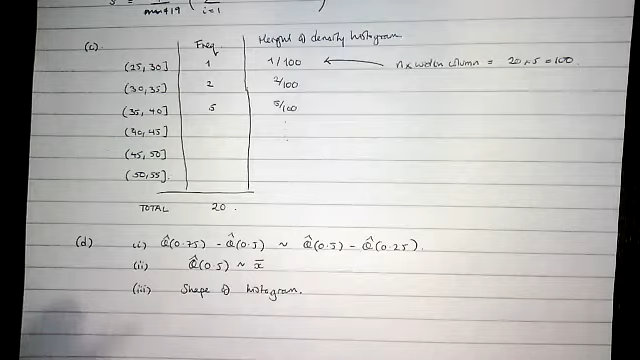 (c). Freq. Height of density histogram
(25, 30] 1 1/100 ← n x width column = 20 x 5 = 100.
(30, 35] 2 2/100
(35, 40] 5 5/100
(40, 45]
(45, 50]
(50, 55].
TOTAL 20.
(d) (i) Q̂(0.75) - Q̂(0.5) ~ Q̂(0.5) - Q̂(0.25).
(ii) Q̂(0.5) ~ x̄
(iii) Shape of histogram.